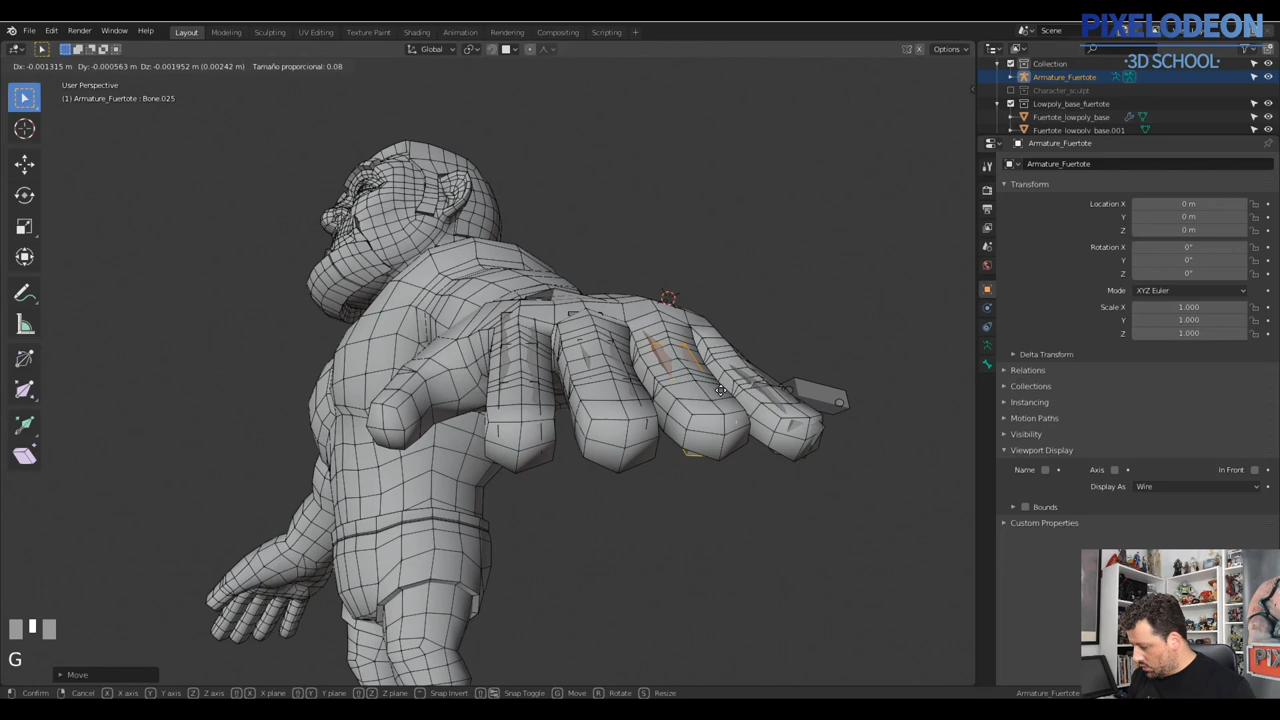 PIXELODEON
·3D SCHOOL·
File Edit Render Window Help Layout Modeling Sculpting UV Editing Texture Paint Shading Animation Rendering Compositing Scripting + Scene
Global Options
Dx: -0.001315 m Dy: -0.000563 m Dz: -0.001952 m (0.00242 m) Tamaño proporcional: 0.08
User Perspective
(1) Armature_Fuertote : Bone.025
Collection
Armature_Fuertote
Character_sculpt
Lowpoly_base_fuertote
Fuertote_lowpoly_base
Fuertote_lowpoly_base.001
Armature_Fuertote
Armature_Fuertote
Transform
Location X 0 m
Y 0 m
Z 0 m
Rotation X 0°
Y 0°
Z 0°
Mode XYZ Euler
Scale X 1.000
Y 1.000
Z 1.000
Delta Transform
Relations
Collections
Instancing
Motion Paths
Visibility
Viewport Display
Name Axis In Front
Display As Wire
Bounds
Custom Properties
G
Move
Confirm Cancel X X axis Y Y axis Z Z axis X X plane Y Y plane Z Z plane Snap Invert Snap Toggle G Move R Rotate S Resize Armature_Fuertote